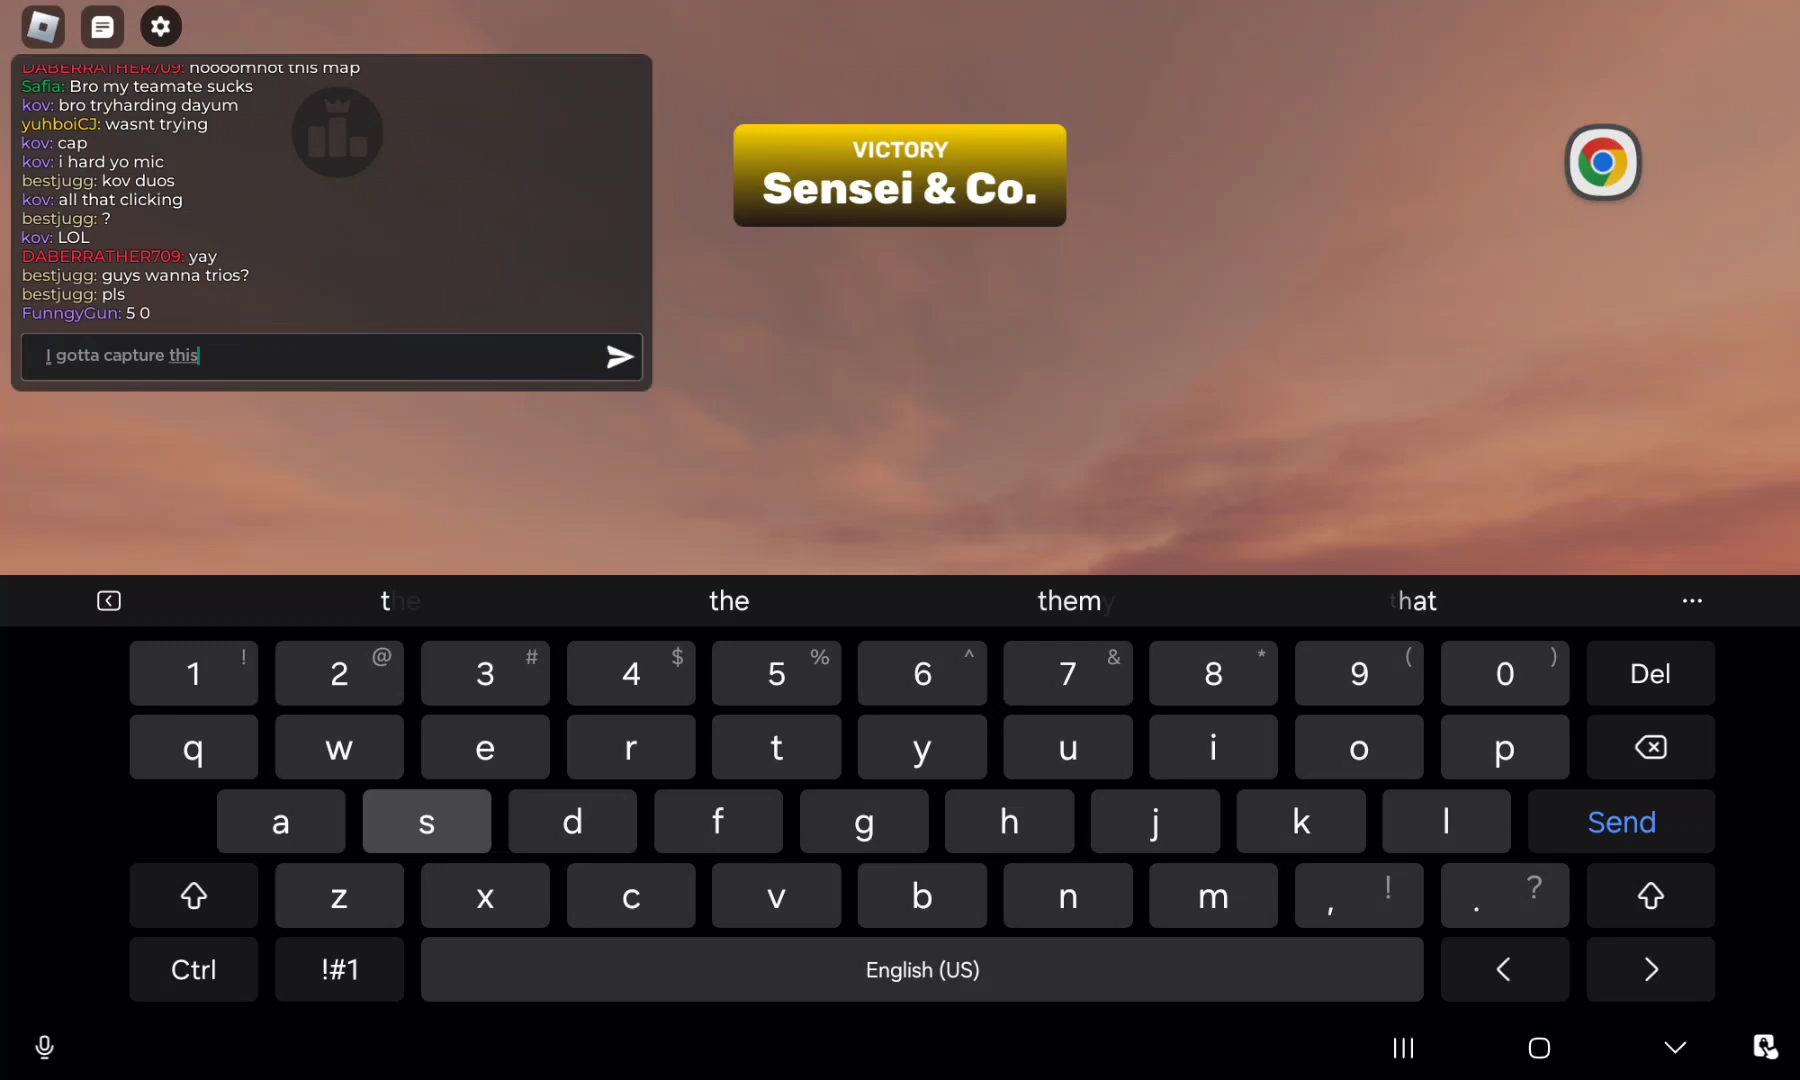 DABERRATHER709: noooomnot this map
Safia: Bro my teamate sucks
kov: bro tryharding dayum
yuhboiCJ: wasnt trying
kov: cap
kov: i hard yo mic
bestjugg: kov duos
kov: all that clicking
bestjugg: ?
kov: LOL
DABERRATHER709: yay
bestjugg: guys wanna trios?
bestjugg: pls
FunngyGun: 5 0
I gotta capture this
VICTORY
Sensei & Co.
the the themy that
1 ! 2 @ 3 # 4 $ 5 % 6 ^ 7 & 8 * 9 ( 0 ) Del
q w e r t y u i o p
a s d f g h j k l Send
z x c v b n m , ! . ?
Ctrl !#1 English (US) < >